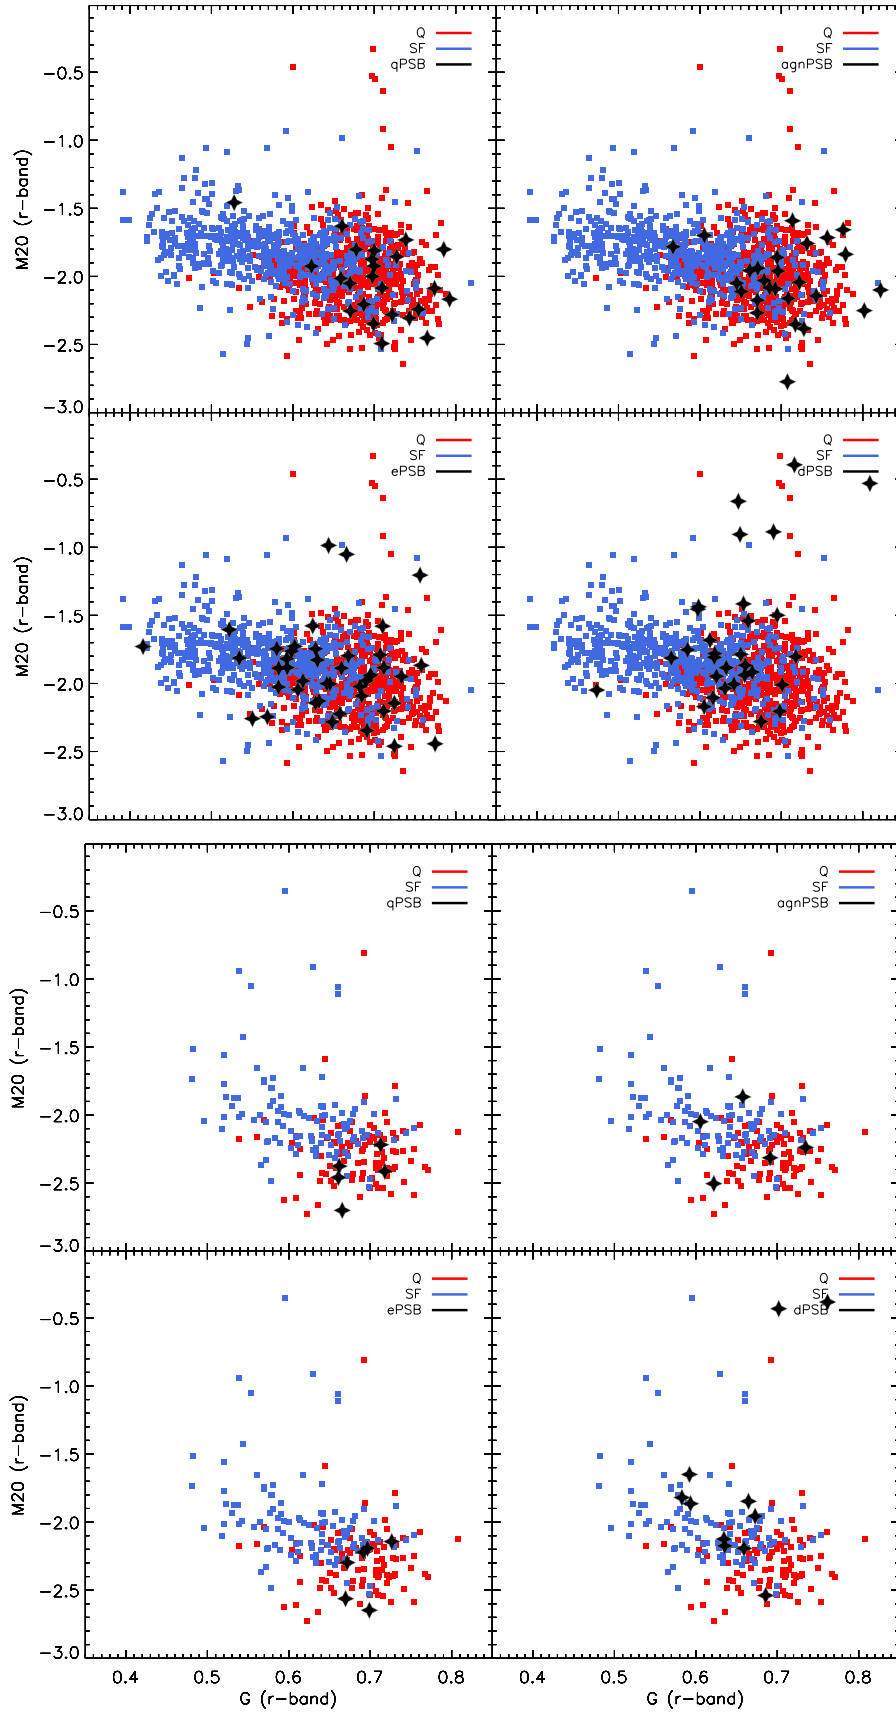 Q Q
SF SF
qPSB agnPSB
−0.5
−1.0
−1.5
−2.0
−2.5
−3.0
M20 (r−band)
Q Q
SF SF
ePSB dPSB
−0.5
−1.0
−1.5
−2.0
−2.5
−3.0
M20 (r−band)
Q Q
SF SF
qPSB agnPSB
−0.5
−1.0
−1.5
−2.0
−2.5
−3.0
M20 (r−band)
Q Q
SF SF
ePSB dPSB
−0.5
−1.0
−1.5
−2.0
−2.5
−3.0
M20 (r−band)
0.4 0.5 0.6 0.7 0.8 0.4 0.5 0.6 0.7 0.8
G (r−band) G (r−band)